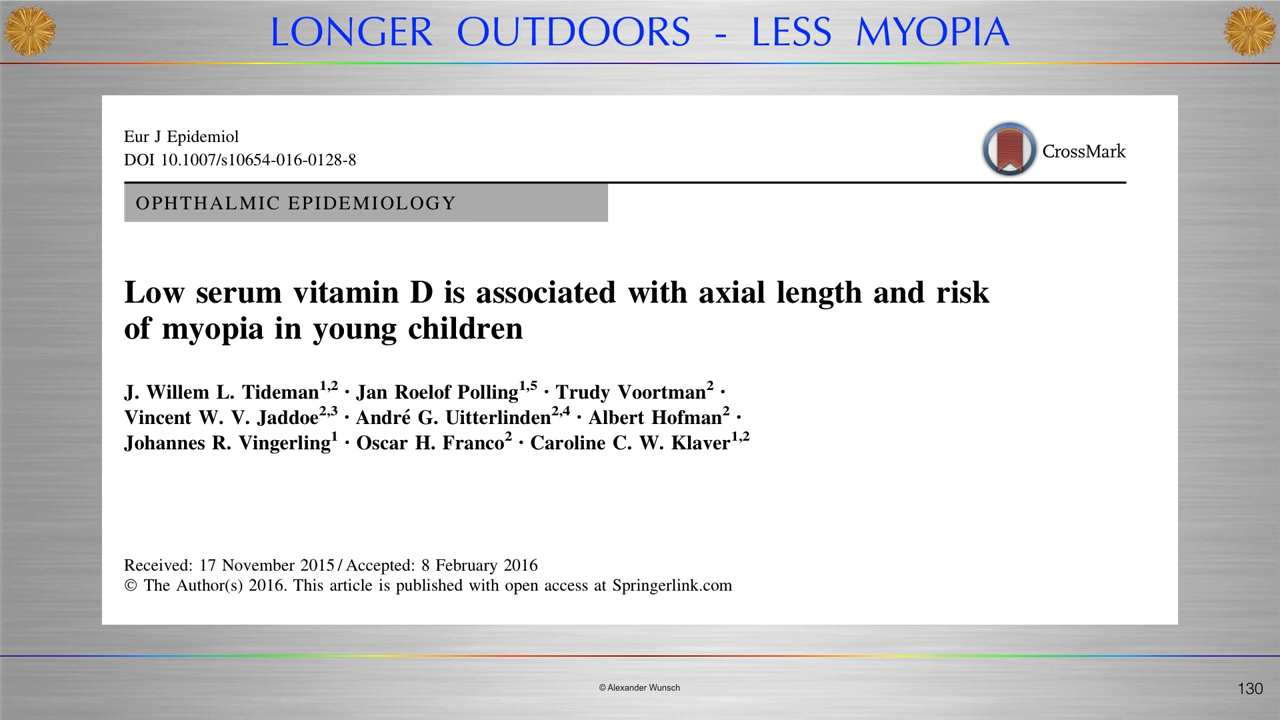 LONGER OUTDOORS - LESS MYOPIA
Eur J Epidemiol
DOI 10.1007/s10654-016-0128-8
CrossMark
OPHTHALMIC EPIDEMIOLOGY
Low serum vitamin D is associated with axial length and risk
of myopia in young children
J. Willem L. Tideman1,2 · Jan Roelof Polling1,5 · Trudy Voortman2 ·
Vincent W. V. Jaddoe2,3 · André G. Uitterlinden2,4 · Albert Hofman2 ·
Johannes R. Vingerling1 · Oscar H. Franco2 · Caroline C. W. Klaver1,2
Received: 17 November 2015 / Accepted: 8 February 2016
© The Author(s) 2016. This article is published with open access at Springerlink.com
© Alexander Wunsch
130